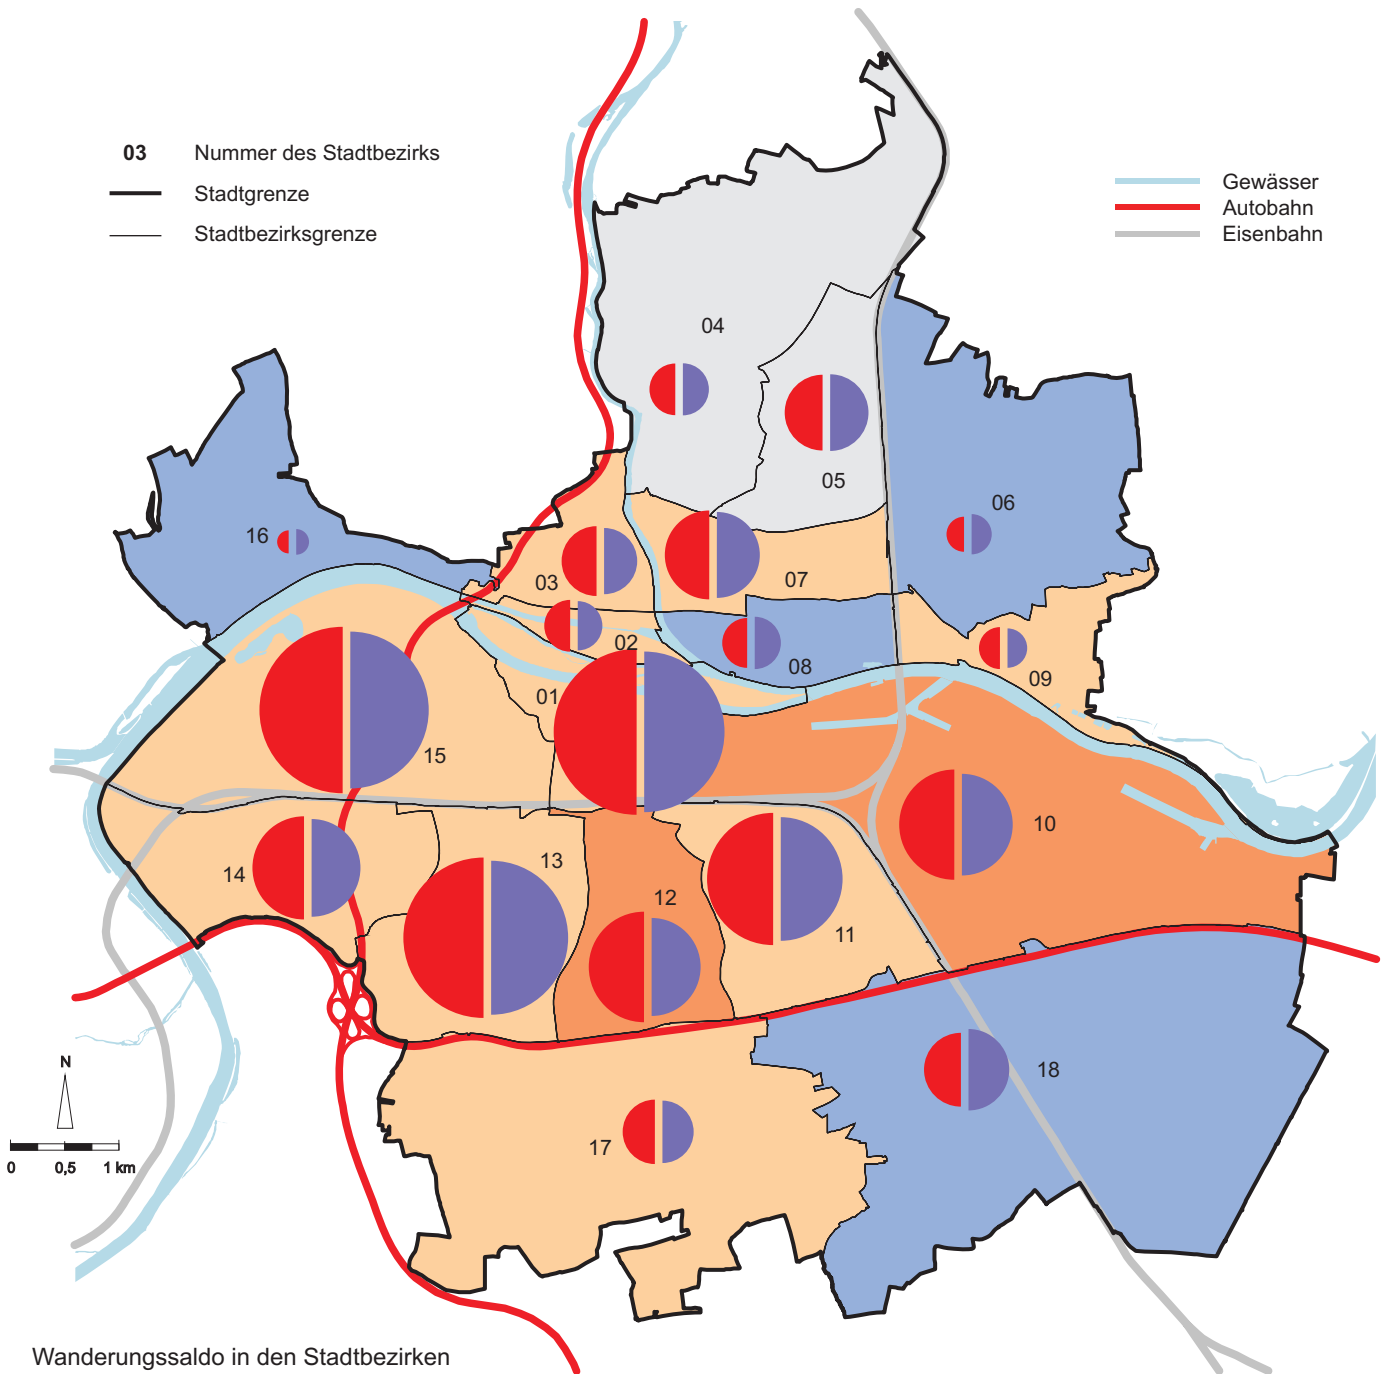 03 Nummer des Stadtbezirks
Stadtgrenze
Stadtbezirksgrenze
Gewässer
Autobahn
Eisenbahn
04
05
06
16
03
07
02
08
09
01
15
10
14
13
12
11
18
17
N
0 0,5 1 km
Wanderungssaldo in den Stadtbezirken